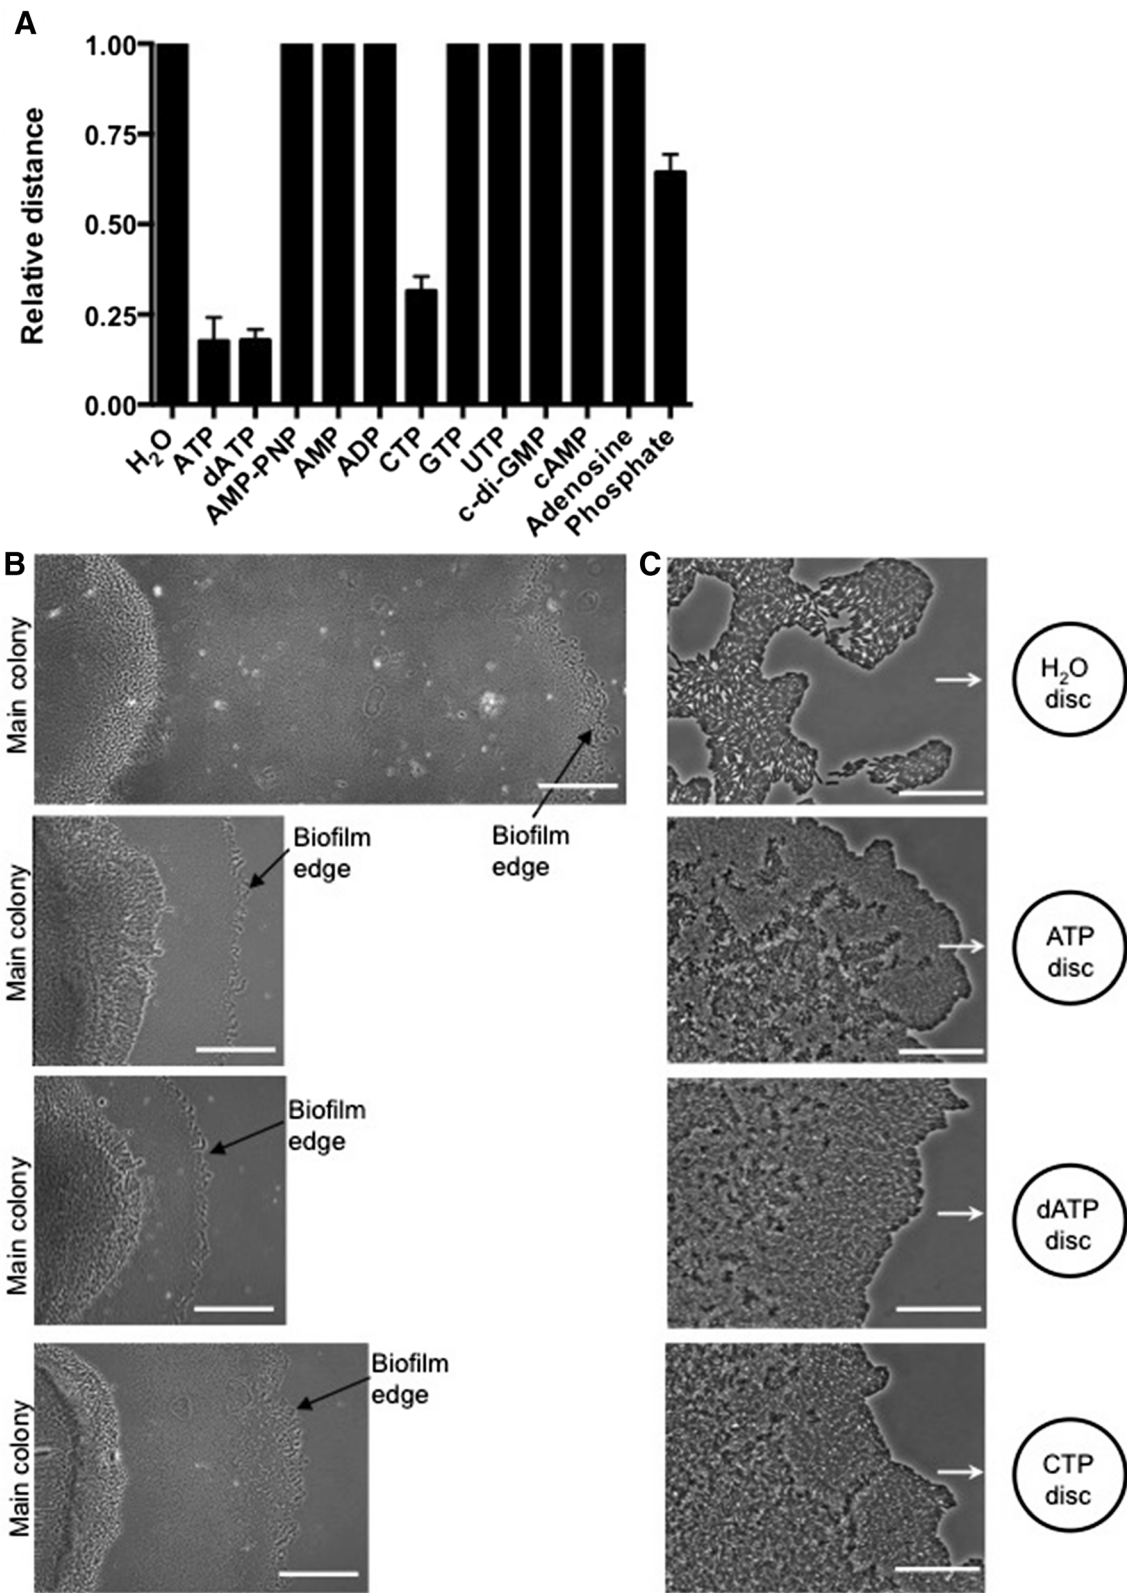 A
Relative distance
1.00
0.75
0.50
0.25
0.00
H₂O
ATP
dATP
AMP-PNP
AMP
ADP
CTP
GTP
UTP
c-di-GMP
cAMP
Adenosine
Phosphate
B
Main colony
Biofilm
edge
Main colony
Biofilm
edge
Main colony
Biofilm
edge
Main colony
Biofilm
edge
C
H₂O
disc
ATP
disc
dATP
disc
CTP
disc